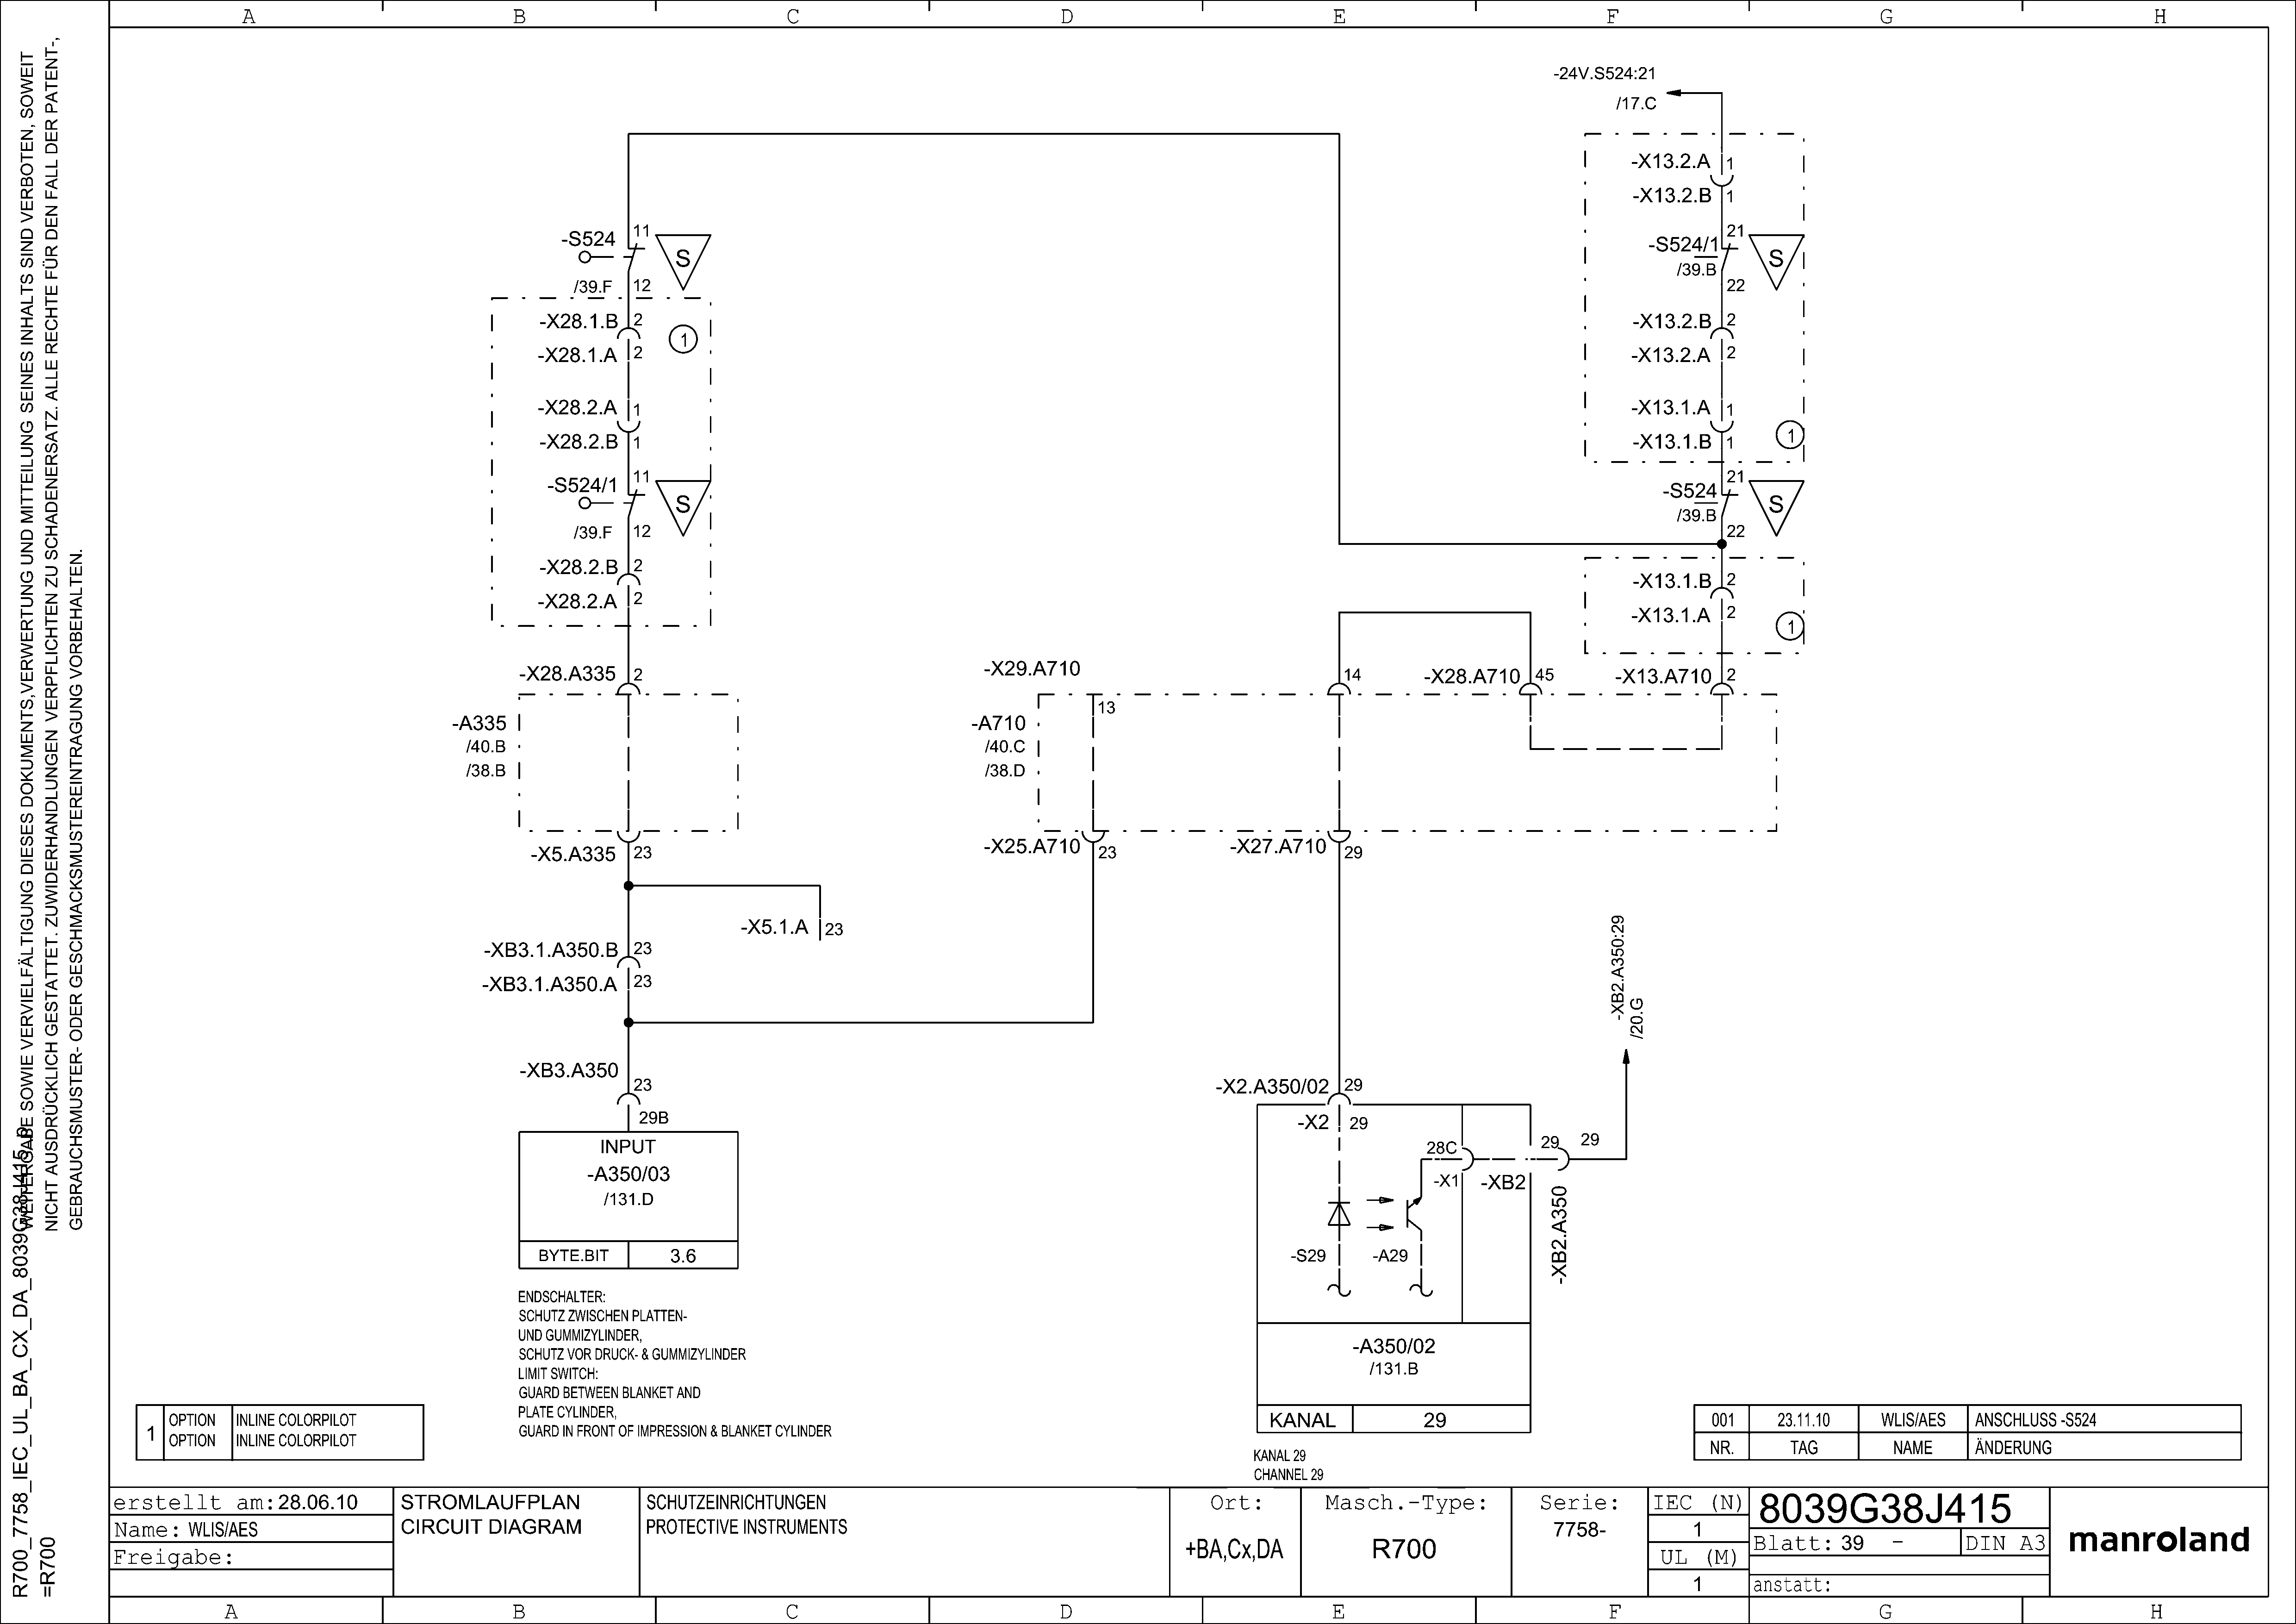 A B C D E F G H
WEITERGABE SOWIE VERVIELFÄLTIGUNG DIESES DOKUMENTS,VERWERTUNG UND MITTEILUNG SEINES INHALTS SIND VERBOTEN, SOWEIT
NICHT AUSDRÜCKLICH GESTATTET. ZUWIDERHANDLUNGEN VERPFLICHTEN ZU SCHADENERSATZ. ALLE RECHTE FÜR DEN FALL DER PATENT-,
GEBRAUCHSMUSTER- ODER GESCHMACKSMUSTEREINTRAGUNG VORBEHALTEN.
R700_7758_IEC_UL_BA_CX_DA_8039G38J415_D
=R700
-24V.S524:21
/17.C
-X13.2.A 1
-X13.2.B 1
21
-S524/1
/39.B
S
22
-X13.2.B 2
-X13.2.A 2
-X13.1.A 1
-X13.1.B 1
1
21
-S524
/39.B
S
22
-X13.1.B 2
-X13.1.A 2
1
-X13.A710 2
11
-S524
S
/39.F 12
-X28.1.B 2
1
-X28.1.A 2
-X28.2.A 1
-X28.2.B 1
11
-S524/1
S
/39.F 12
-X28.2.B 2
-X28.2.A 2
-X28.A335 2
-A335
/40.B
/38.B
-X5.A335 23
-X5.1.A 23
-XB3.1.A350.B 23
-XB3.1.A350.A 23
-XB3.A350
23
29B
INPUT
-A350/03
/131.D
BYTE.BIT 3.6
ENDSCHALTER:
SCHUTZ ZWISCHEN PLATTEN-
UND GUMMIZYLINDER,
SCHUTZ VOR DRUCK- & GUMMIZYLINDER
LIMIT SWITCH:
GUARD BETWEEN BLANKET AND
PLATE CYLINDER,
GUARD IN FRONT OF IMPRESSION & BLANKET CYLINDER
-X29.A710
14
-X28.A710 45
13
-A710
/40.C
/38.D
-X25.A710 23
-X27.A710 29
-XB2.A350:29
/20.G
-X2.A350/02 29
-X2 29
28C
29 29
-X1 -XB2
-XB2.A350
-S29 -A29
-A350/02
/131.B
KANAL 29
KANAL 29
CHANNEL 29
1 OPTION INLINE COLORPILOT
OPTION INLINE COLORPILOT
001 23.11.10 WLIS/AES ANSCHLUSS -S524
NR. TAG NAME ÄNDERUNG
erstellt am: 28.06.10
Name: WLIS/AES
Freigabe:
STROMLAUFPLAN
CIRCUIT DIAGRAM
SCHUTZEINRICHTUNGEN
PROTECTIVE INSTRUMENTS
Ort:
+BA,Cx,DA
Masch.-Type:
R700
Serie:
7758-
IEC (N)
1
UL (M)
1
8039G38J415
Blatt: 39 - DIN A3
anstatt:
manroland
A B C D E F G H